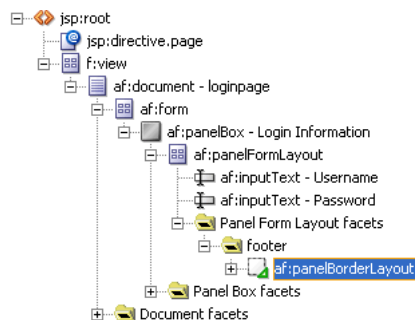 jsp:root
jsp:directive.page
f:view
af:document - loginpage
af:form
af:panelBox - Login Information
af:panelFormLayout
af:inputText - Username
af:inputText - Password
Panel Form Layout facets
footer
af:panelBorderLayout
Panel Box facets
Document facets